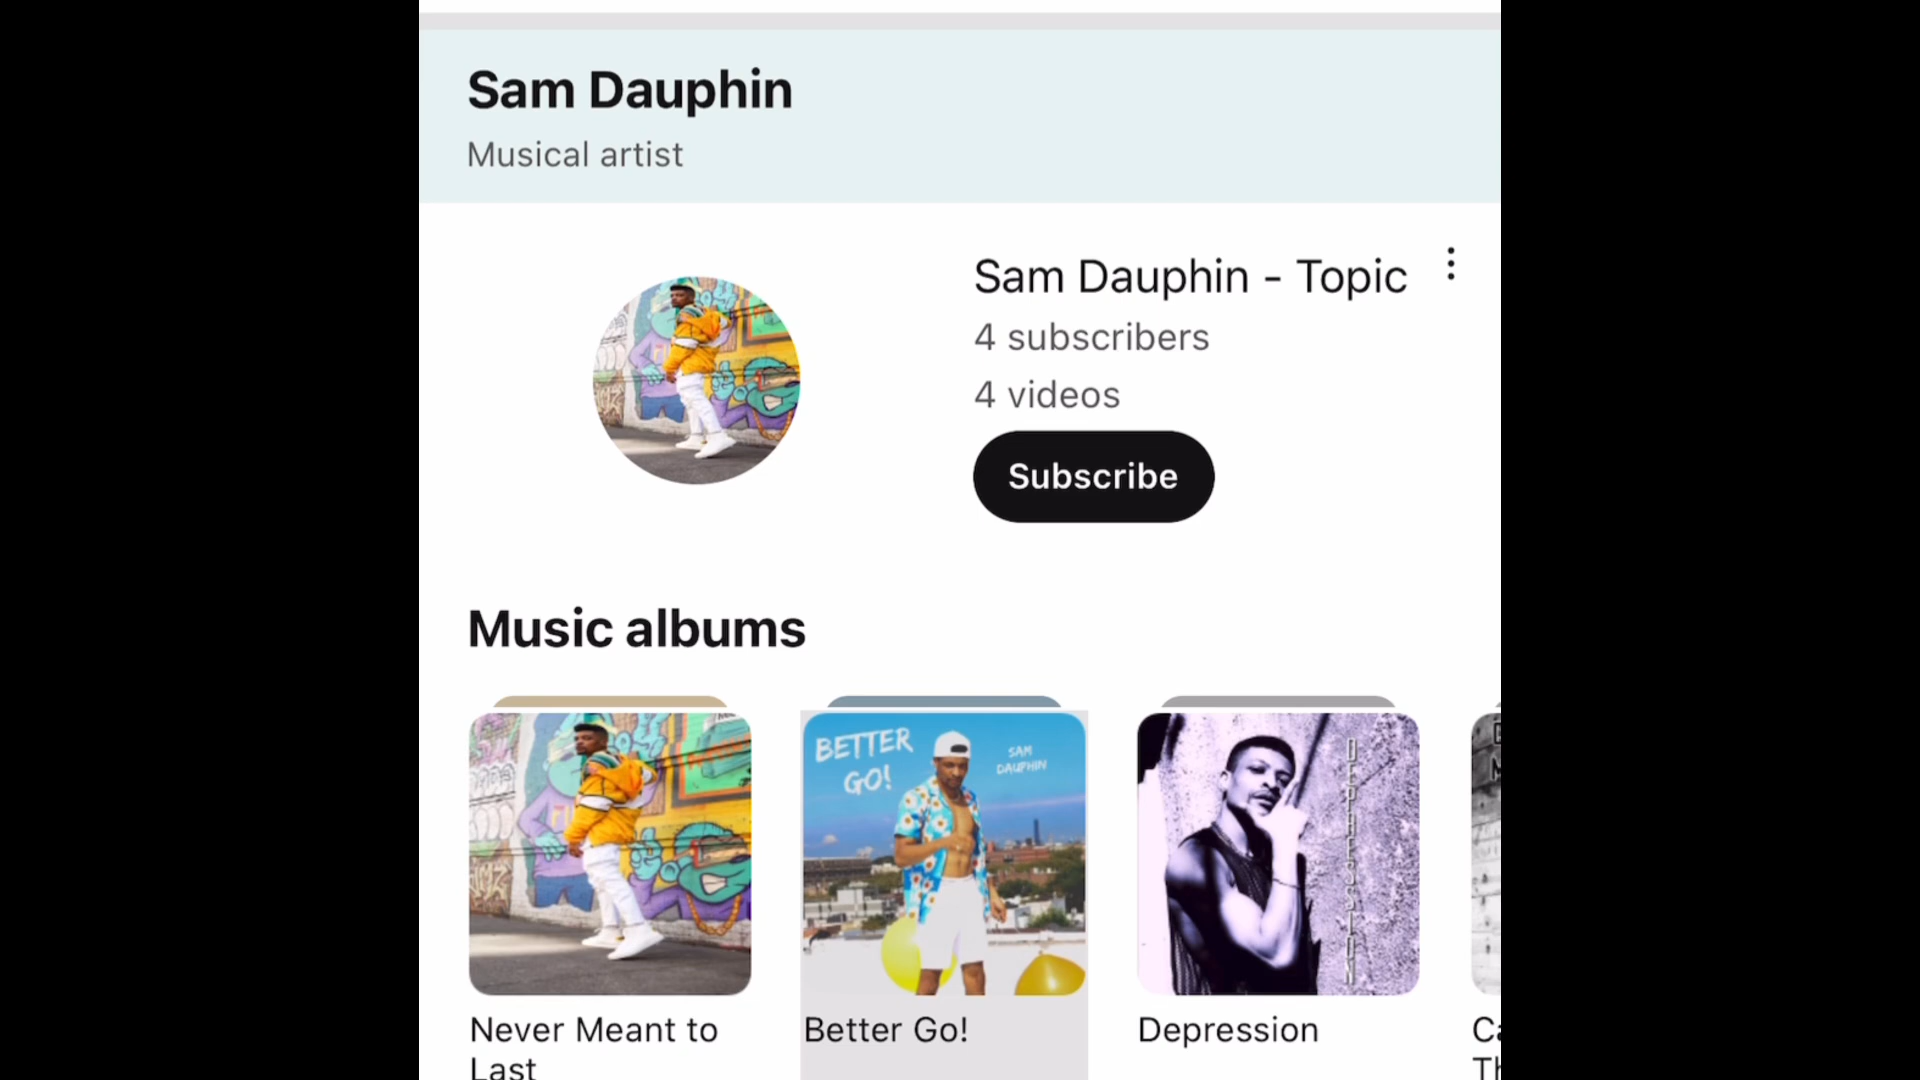 Sam Dauphin
Musical artist
Sam Dauphin - Topic
4 subscribers
4 videos
Subscribe
Music albums
BETTER
GO!
SAM
DAUPHIN
DEPRESSION
Never Meant to
Last
Better Go!
Depression